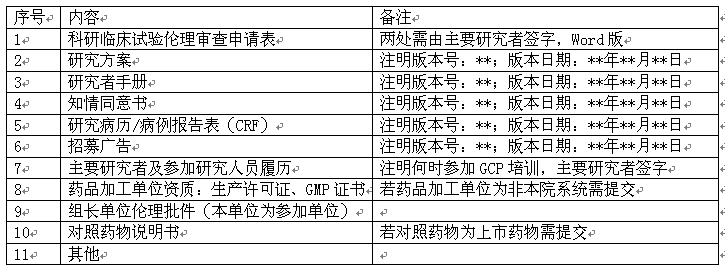 序号 内容 备注
1 科研临床试验伦理审查申请表 两处需由主要研究者签字，Word 版
2 研究方案 注明版本号：**；版本日期：**年**月**日
3 研究者手册 注明版本号：**；版本日期：**年**月**日
4 知情同意书 注明版本号：**；版本日期：**年**月**日
5 研究病历/病例报告表（CRF） 注明版本号：**；版本日期：**年**月**日
6 招募广告 注明版本号：**；版本日期：**年**月**日
7 主要研究者及参加研究人员履历 注明何时参加 GCP 培训，主要研究者签字
8 药品加工单位资质：生产许可证、GMP 证书 若药品加工单位为非本院系统需提交
9 组长单位伦理批件（本单位为参加单位）
10 对照药物说明书 若对照药物为上市药物需提交
11 其他